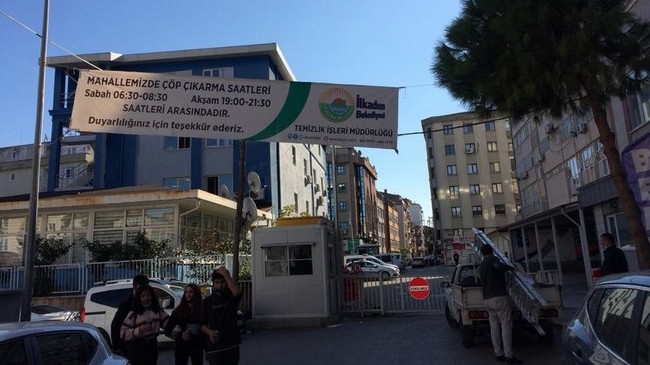 MAHALLEMİZDE ÇÖP ÇIKARMA SAATLERİ
Sabah 06:30-08:30 Akşam 19:00-21:30
SAATLERİ ARASINDADIR.
Duyarlılığınız için teşekkür ederiz.
İlkadım
Belediyesi
TEMİZLİK İŞLERİ MÜDÜRLÜĞÜ